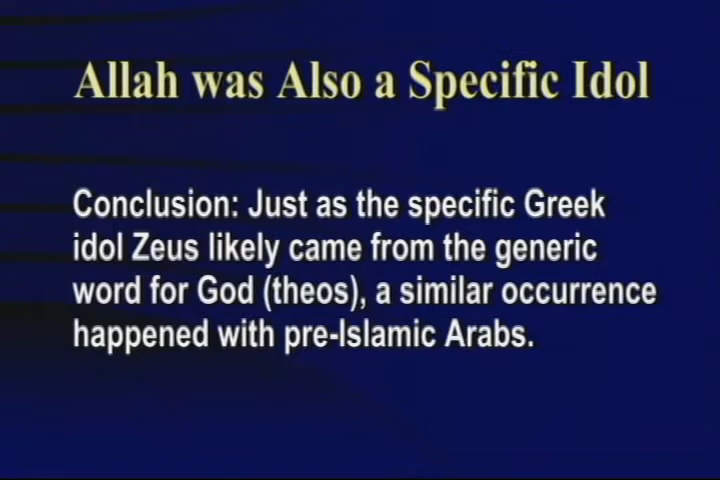 Allah was Also a Specific Idol
Conclusion: Just as the specific Greek
idol Zeus likely came from the generic
word for God (theos), a similar occurrence
happened with pre-Islamic Arabs.